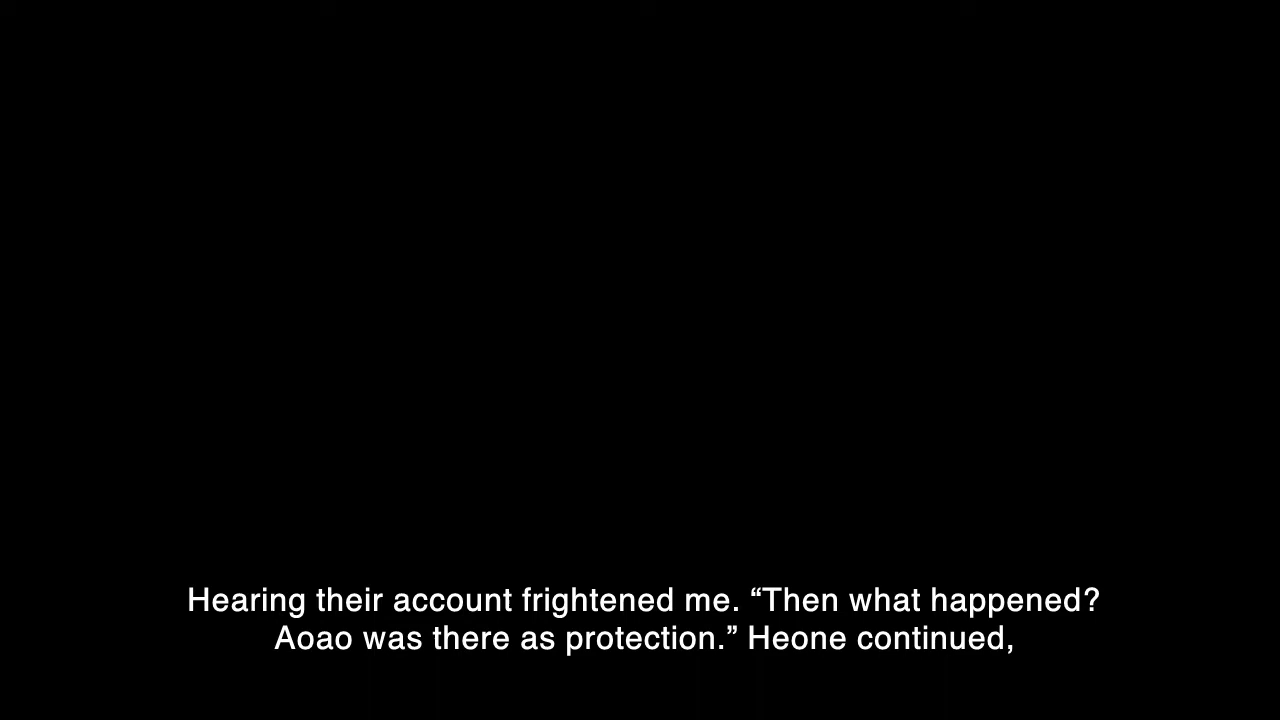 Hearing their account frightened me. “Then what happened?
Aoao was there as protection.” Heone continued,